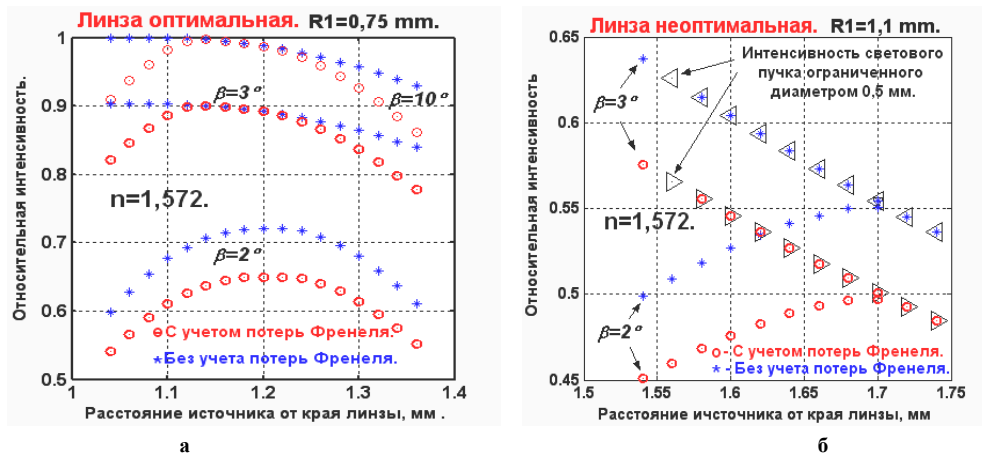 Линза оптимальная. R1=0,75 mm.
Относительная интенсивность.
1
0.9
0.8
0.7
0.6
0.5
β=3°
β=10°
n=1,572.
β=2°
С учетом потерь Френеля.
Без учета потерь Френеля.
1
1.1
1.2
1.3
1.4
Расстояние источника от края линзы, мм .
а
Линза неоптимальная. R1=1,1 mm.
Относительная интенсивность
0.65
0.6
0.55
0.5
0.45
Интенсивность светового
пучка ограниченного
диаметром 0,5 мм.
β=3°
n=1,572.
β=2°
- С учетом потерь Френеля.
- Без учета потерь Френеля.
1.5
1.55
1.6
1.65
1.7
1.75
Расстояние источника от края линзы, мм
б